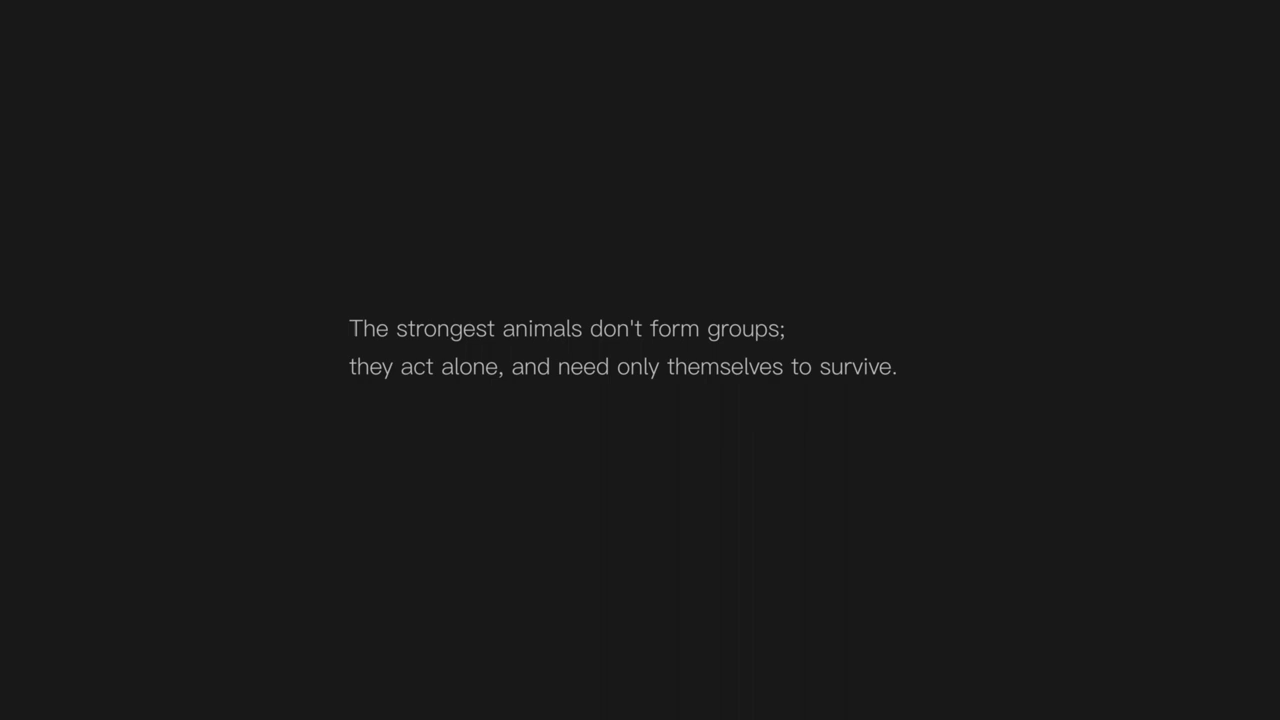 The strongest animals don't form groups;
they act alone, and need only themselves to survive.